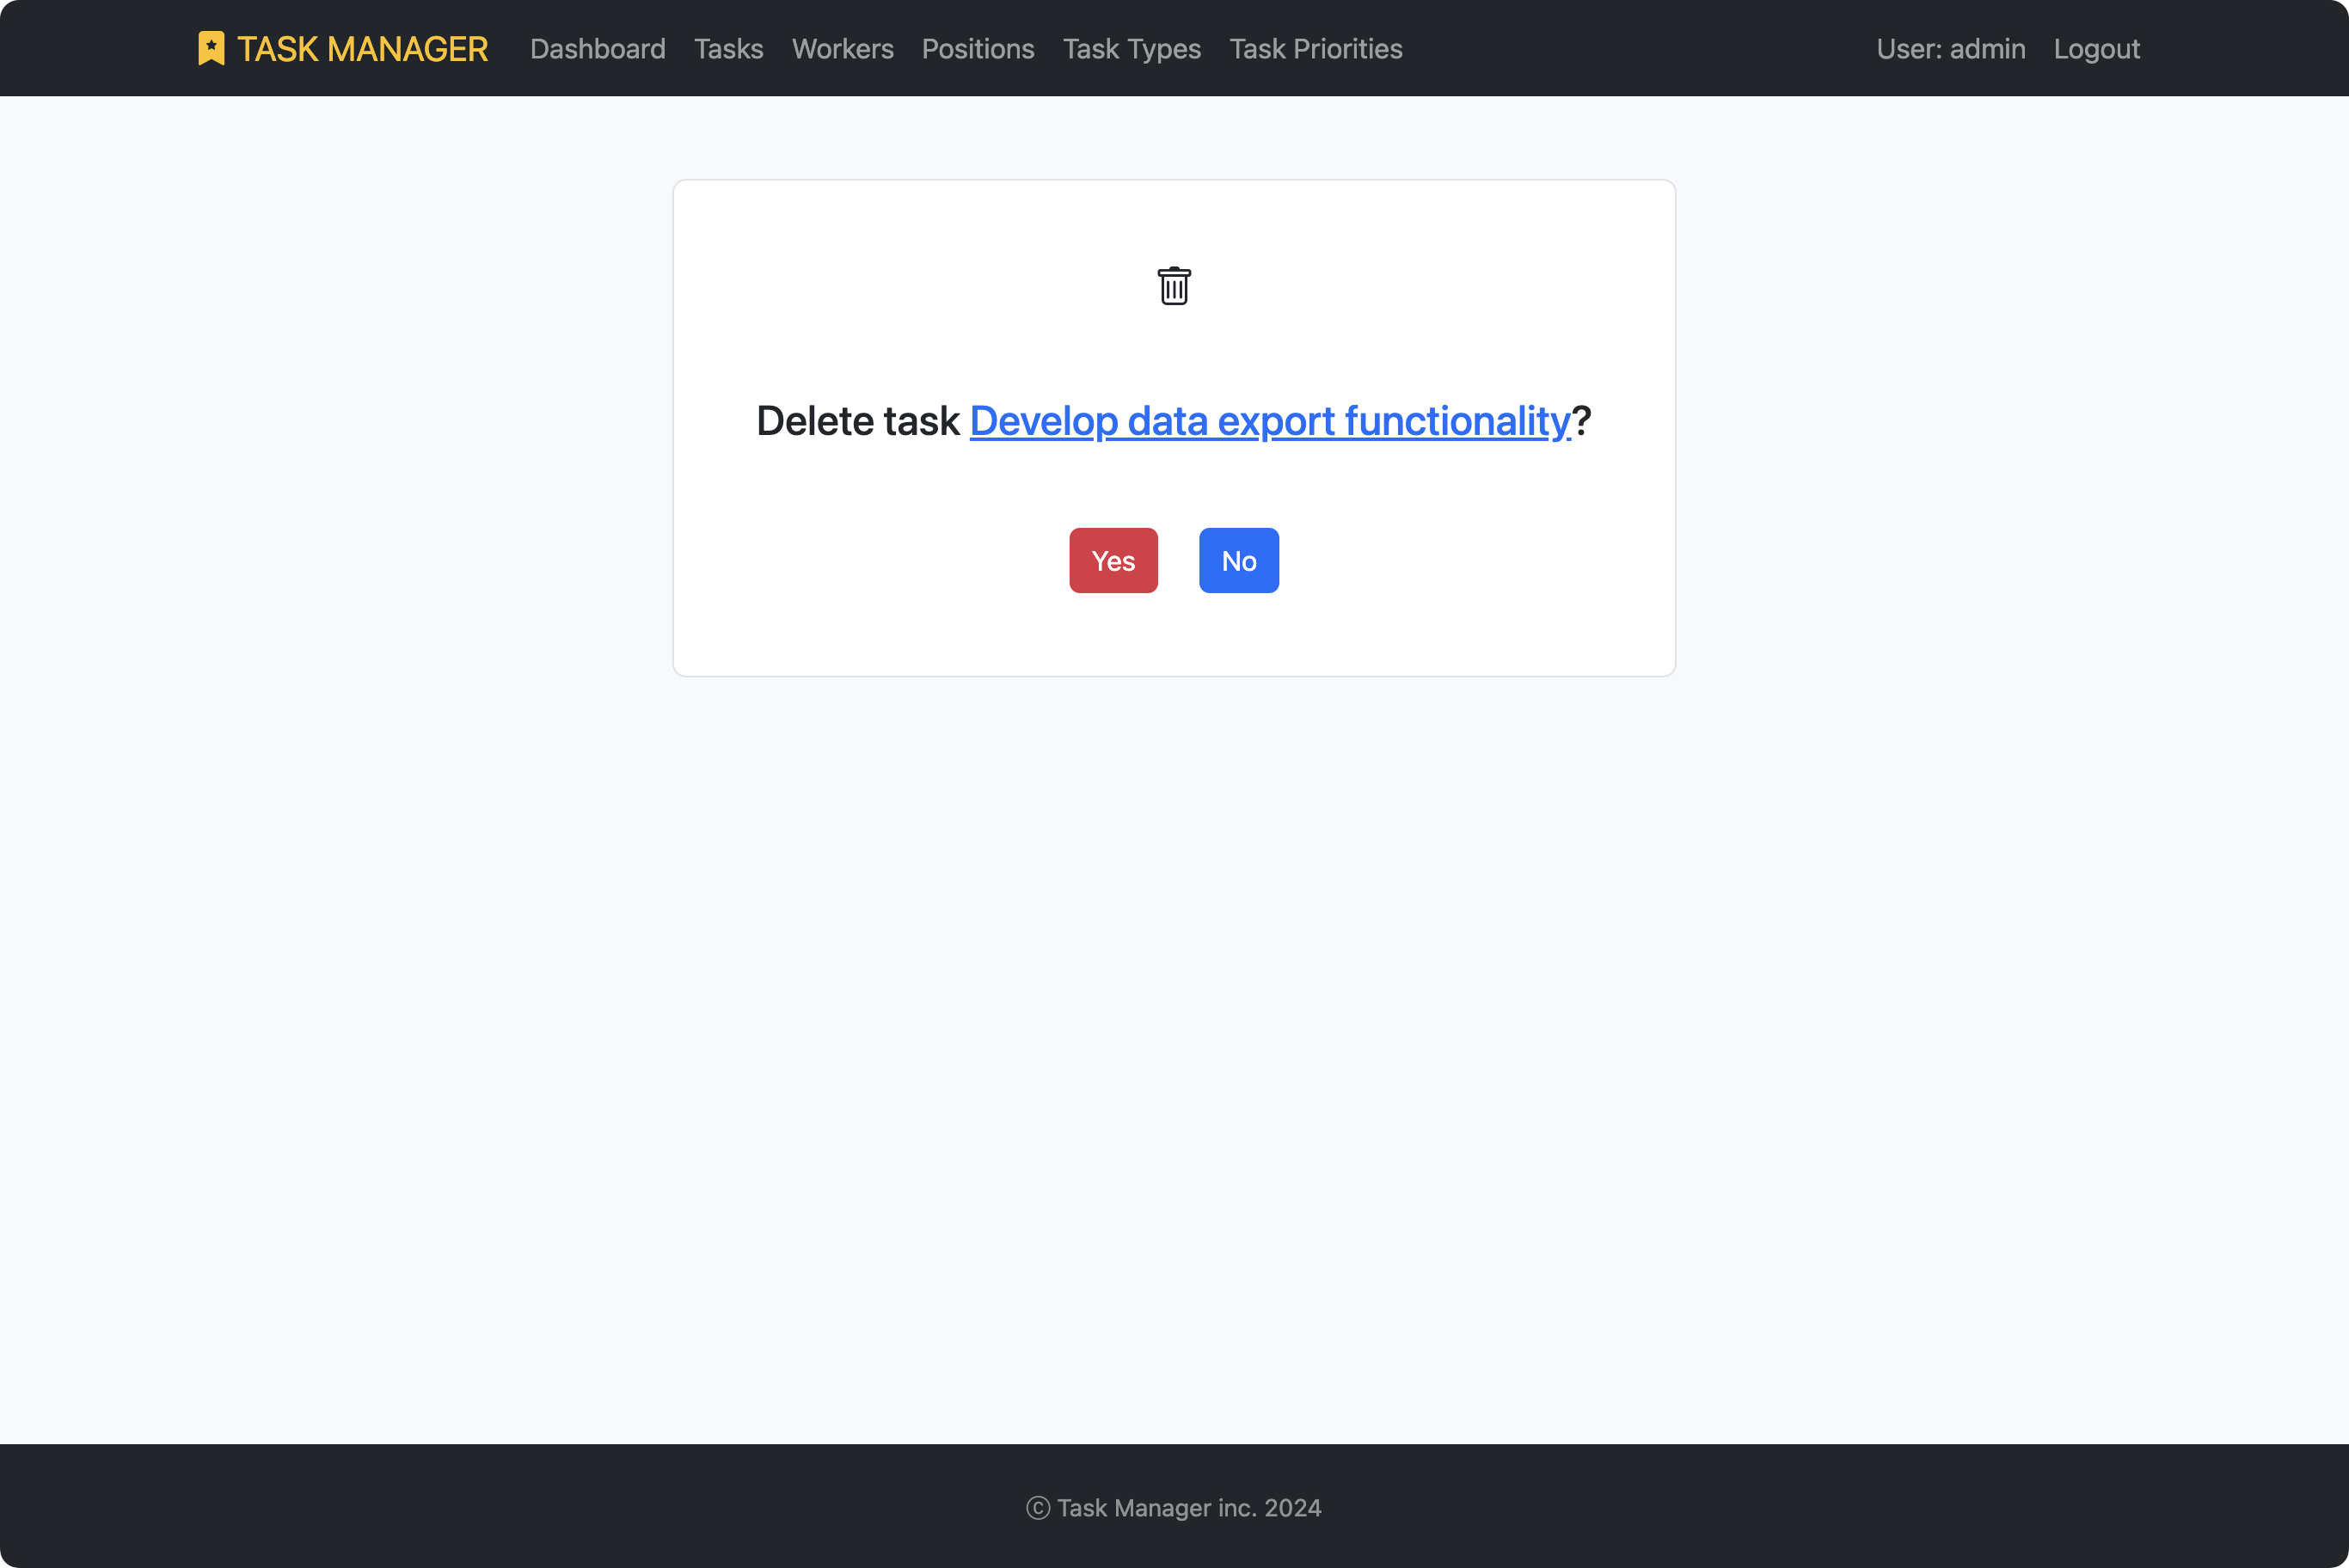 TASK MANAGER Dashboard Tasks Workers Positions Task Types Task Priorities User: admin Logout
Delete task Develop data export functionality?
Yes No
© Task Manager inc. 2024